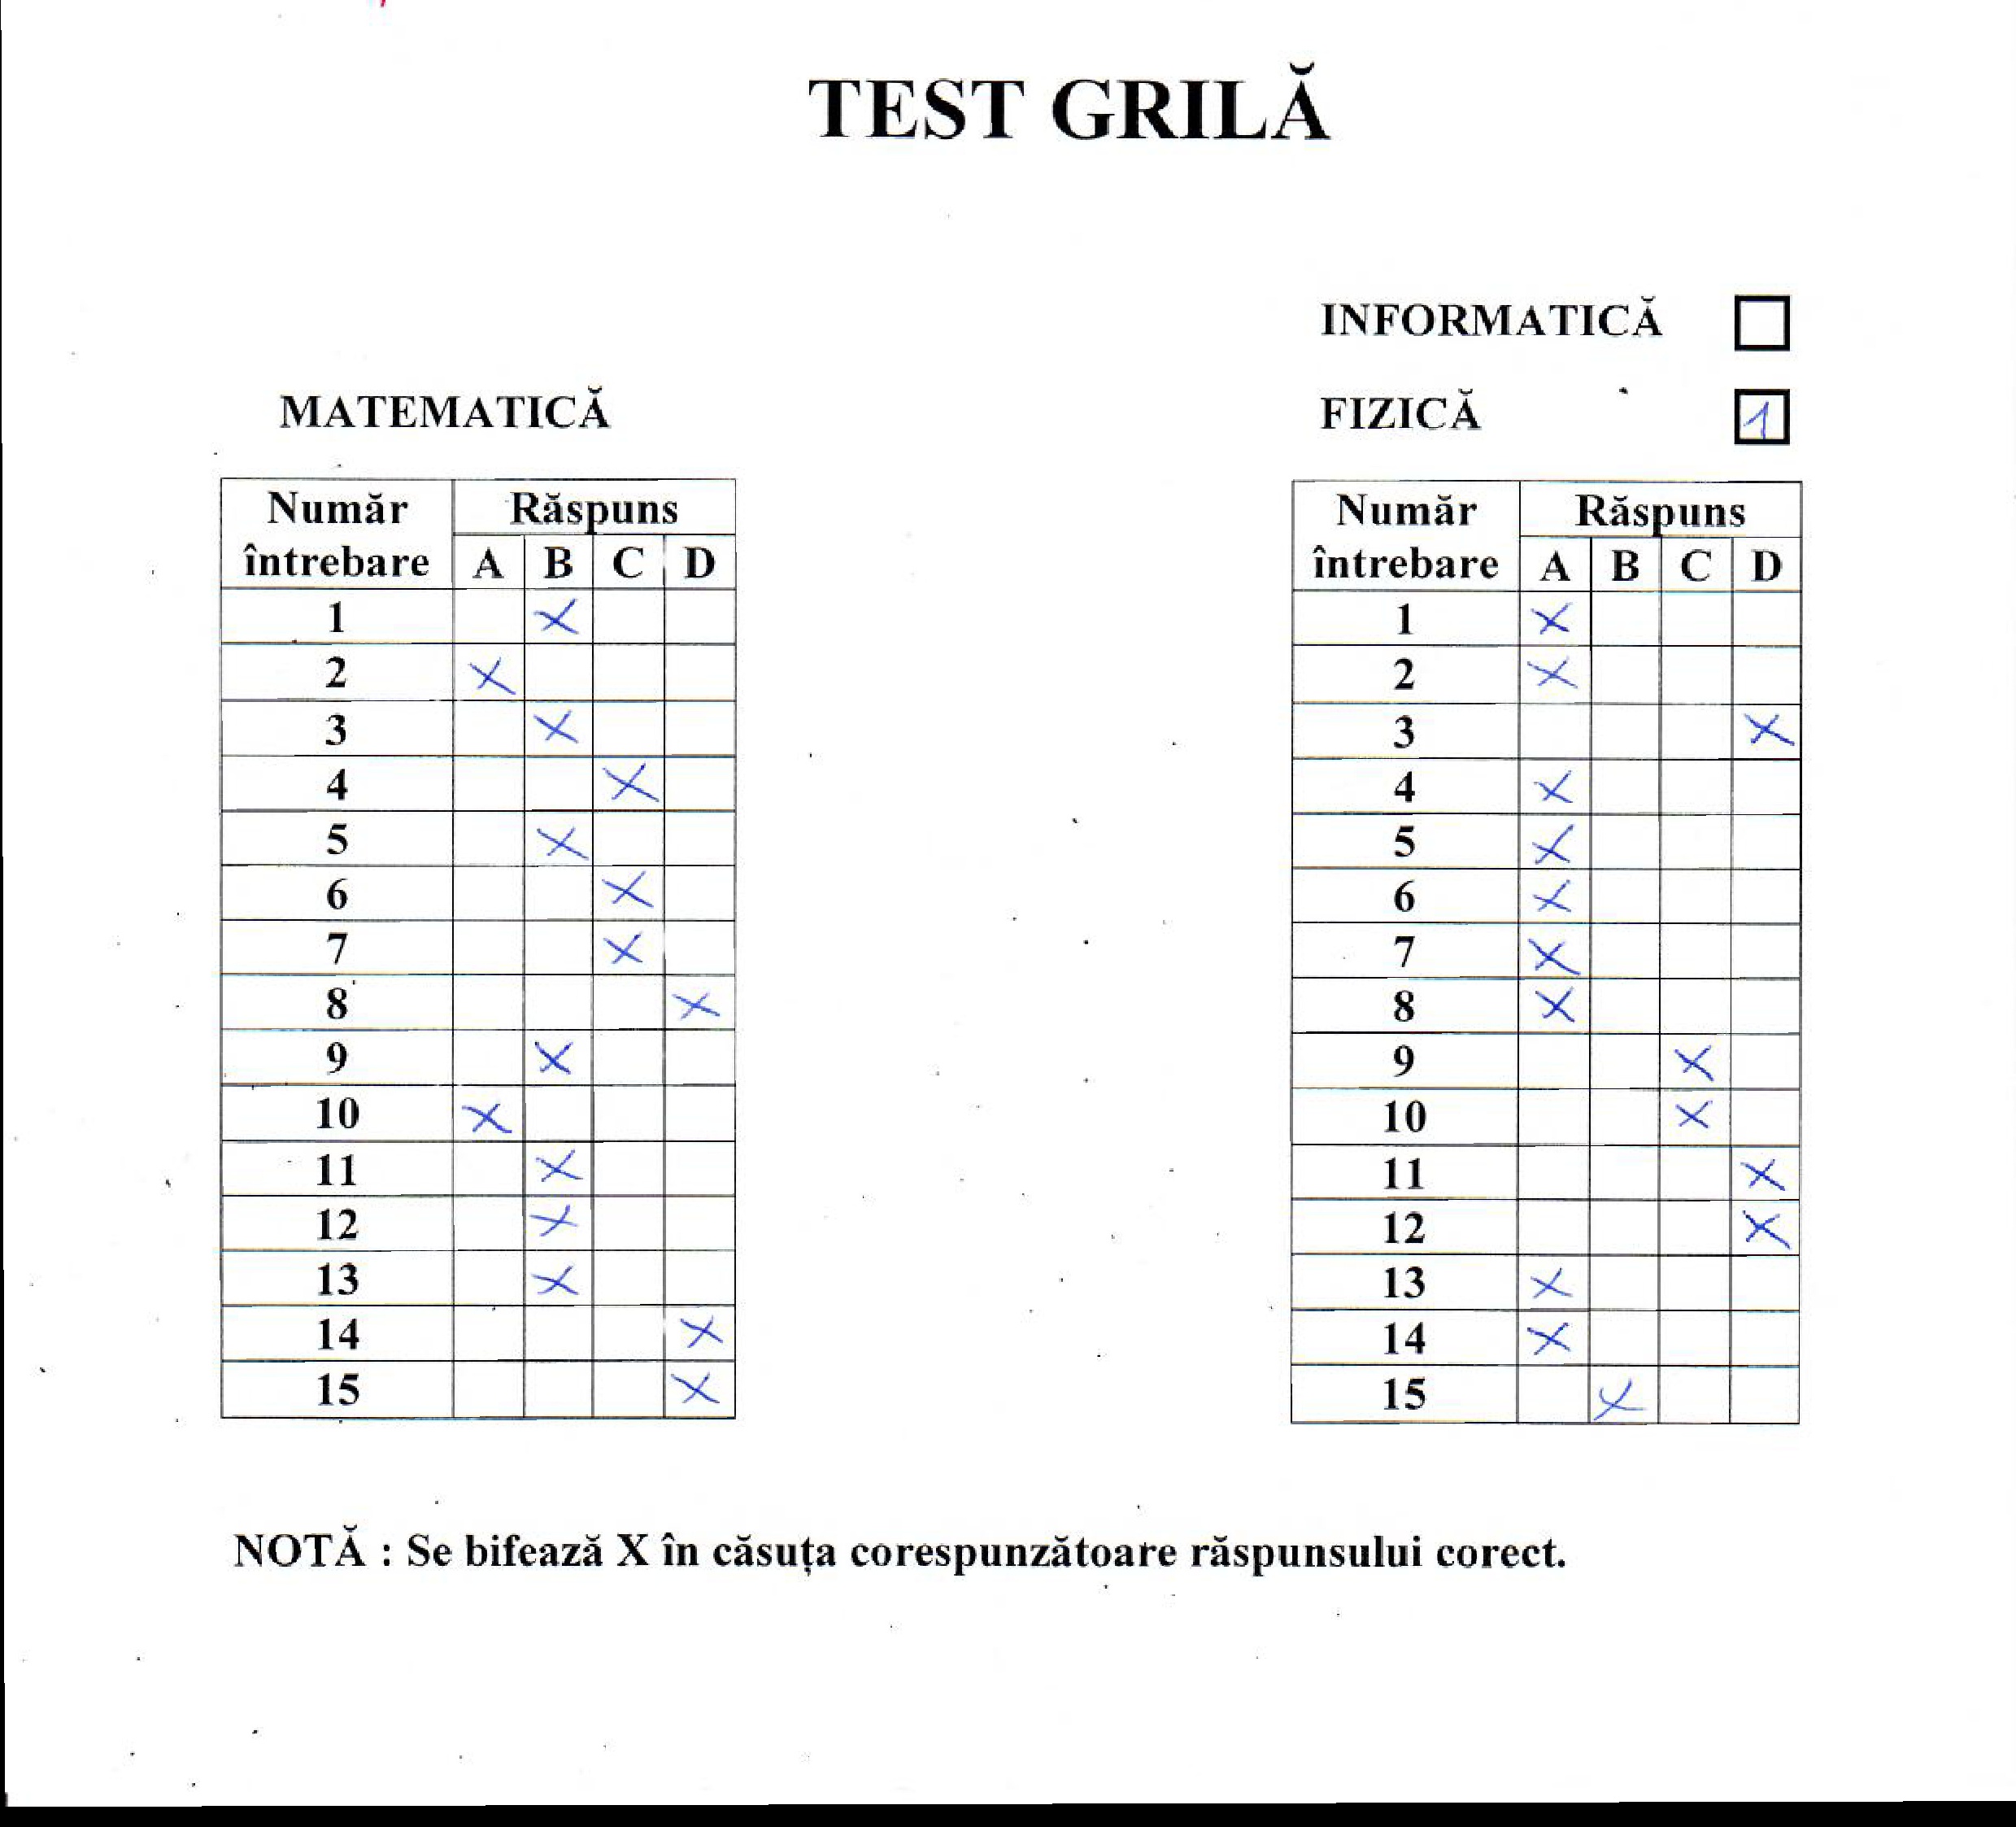 TEST GRILĂ
INFORMATICĂ
MATEMATICĂ
FIZICĂ 1
Număr întrebare Răspuns
A B C D
1 X
2 X
3 X
4 X
5 X
6 X
7 X
8 X
9 X
10 X
11 X
12 X
13 X
14 X
15 X
Număr întrebare Răspuns
A B C D
1 X
2 X
3 X
4 X
5 X
6 X
7 X
8 X
9 X
10 X
11 X
12 X
13 X
14 X
15 X
NOTĂ : Se bifează X în căsuța corespunzătoare răspunsului corect.